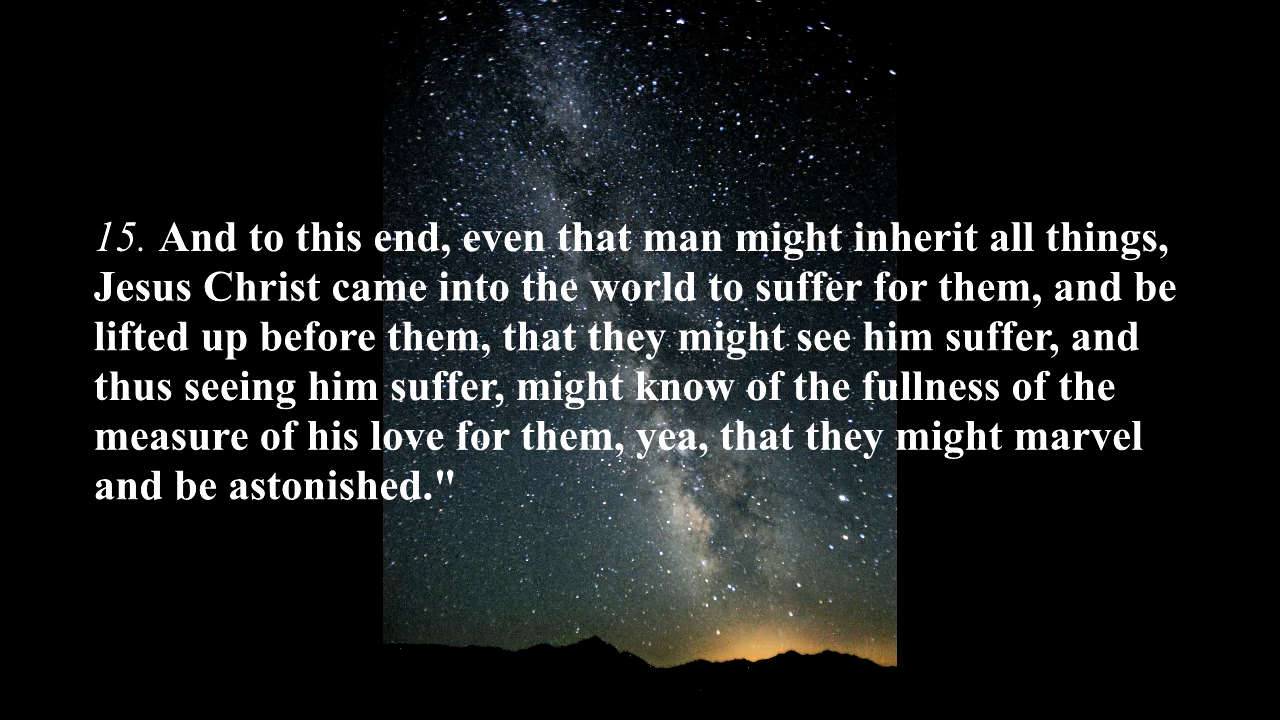 15. And to this end, even that man might inherit all things,
Jesus Christ came into the world to suffer for them, and be
lifted up before them, that they might see him suffer, and
thus seeing him suffer, might know of the fullness of the
measure of his love for them, yea, that they might marvel
and be astonished."